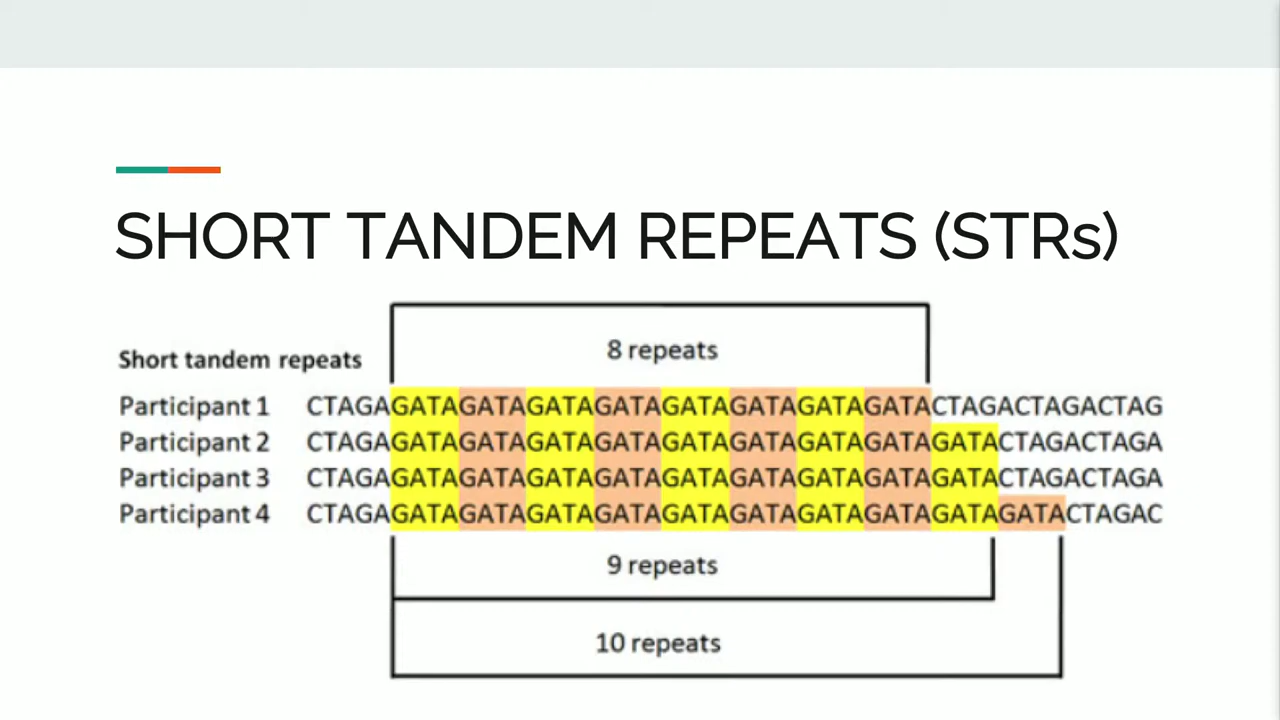 SHORT TANDEM REPEATS (STRs)
8 repeats
Short tandem repeats
Participant 1 CTAGAGATAGATAGATAGATAGATAGATAGATAGATACTAGACTAGACTAG
Participant 2 CTAGAGATAGATAGATAGATAGATAGATAGATAGATAGATACTAGACTAGA
Participant 3 CTAGAGATAGATAGATAGATAGATAGATAGATAGATAGATACTAGACTAGA
Participant 4 CTAGAGATAGATAGATAGATAGATAGATAGATAGATAGATAGATACTAGAC
9 repeats
10 repeats